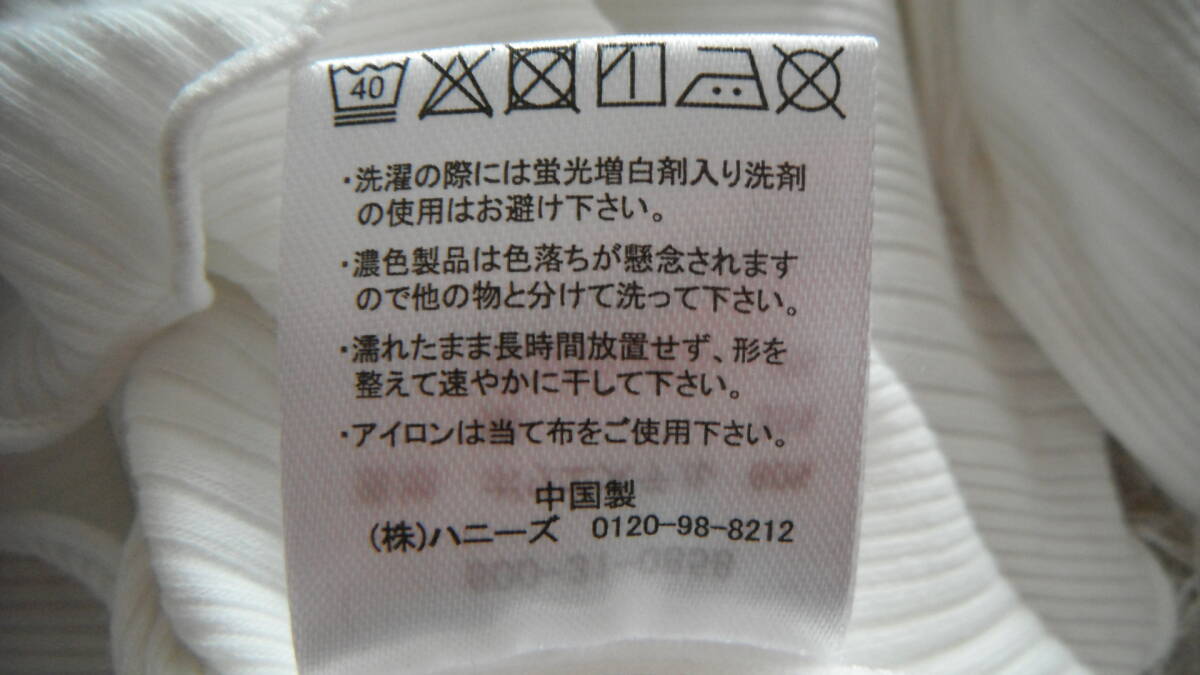 40
・洗濯の際には蛍光増白剤入り洗剤
の使用はお避け下さい。
・濃色製品は色落ちが懸念されます
ので他の物と分けて洗って下さい。
・濡れたまま長時間放置せず、形を
整えて速やかに干して下さい。
・アイロンは当て布をご使用下さい。
中国製
(株)ハニーズ 0120-98-8212